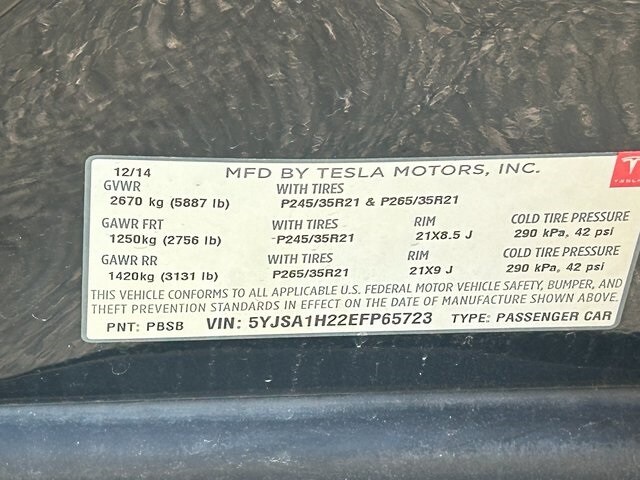 12/14 MFD BY TESLA MOTORS, INC.
GVWR WITH TIRES
2670 kg (5887 lb) P245/35R21 & P265/35R21
GAWR FRT WITH TIRES RIM COLD TIRE PRESSURE
1250kg (2756 lb) P245/35R21 21X8.5 J 290 kPa, 42 psi
GAWR RR WITH TIRES RIM COLD TIRE PRESSURE
1420kg (3131 lb) P265/35R21 21X9 J 290 kPa, 42 psi
THIS VEHICLE CONFORMS TO ALL APPLICABLE U.S. FEDERAL MOTOR VEHICLE SAFETY, BUMPER, AND
THEFT PREVENTION STANDARDS IN EFFECT ON THE DATE OF MANUFACTURE SHOWN ABOVE.
PNT: PBSB VIN: 5YJSA1H22EFP65723 TYPE: PASSENGER CAR